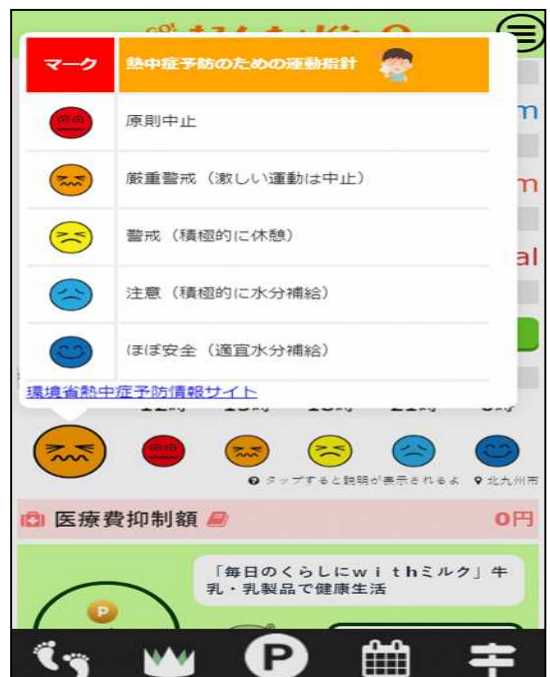 マーク
熱中症予防のための運動指針
原則中止
厳重警戒（激しい運動は中止）
警戒（積極的に休憩）
注意（積極的に水分補給）
ほぼ安全（適宜水分補給）
環境省熱中症予防情報サイト
タップすると説明が表示されるよ
北九州市
医療費抑制額
0円
「毎日のくらしにｗｉｔｈミルク」牛
乳・乳製品で健康生活
P
P